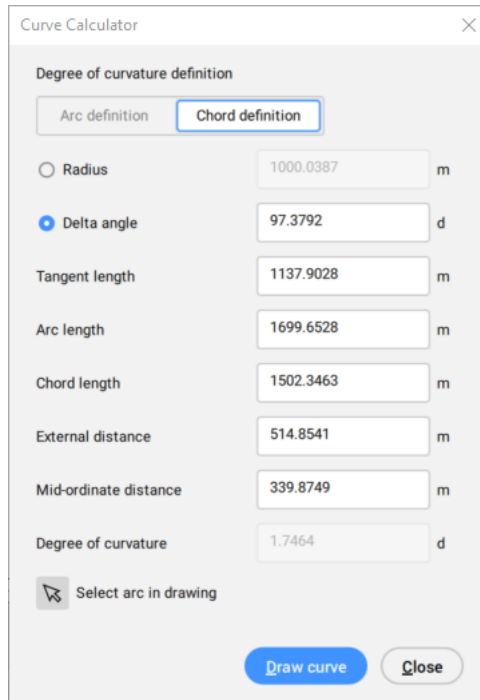 Curve Calculator
Degree of curvature definition
Arc definition Chord definition
Radius 1000.0387 m
Delta angle 97.3792 d
Tangent length 1137.9028 m
Arc length 1699.6528 m
Chord length 1502.3463 m
External distance 514.8541 m
Mid-ordinate distance 339.8749 m
Degree of curvature 1.7464 d
Select arc in drawing
Draw curve Close